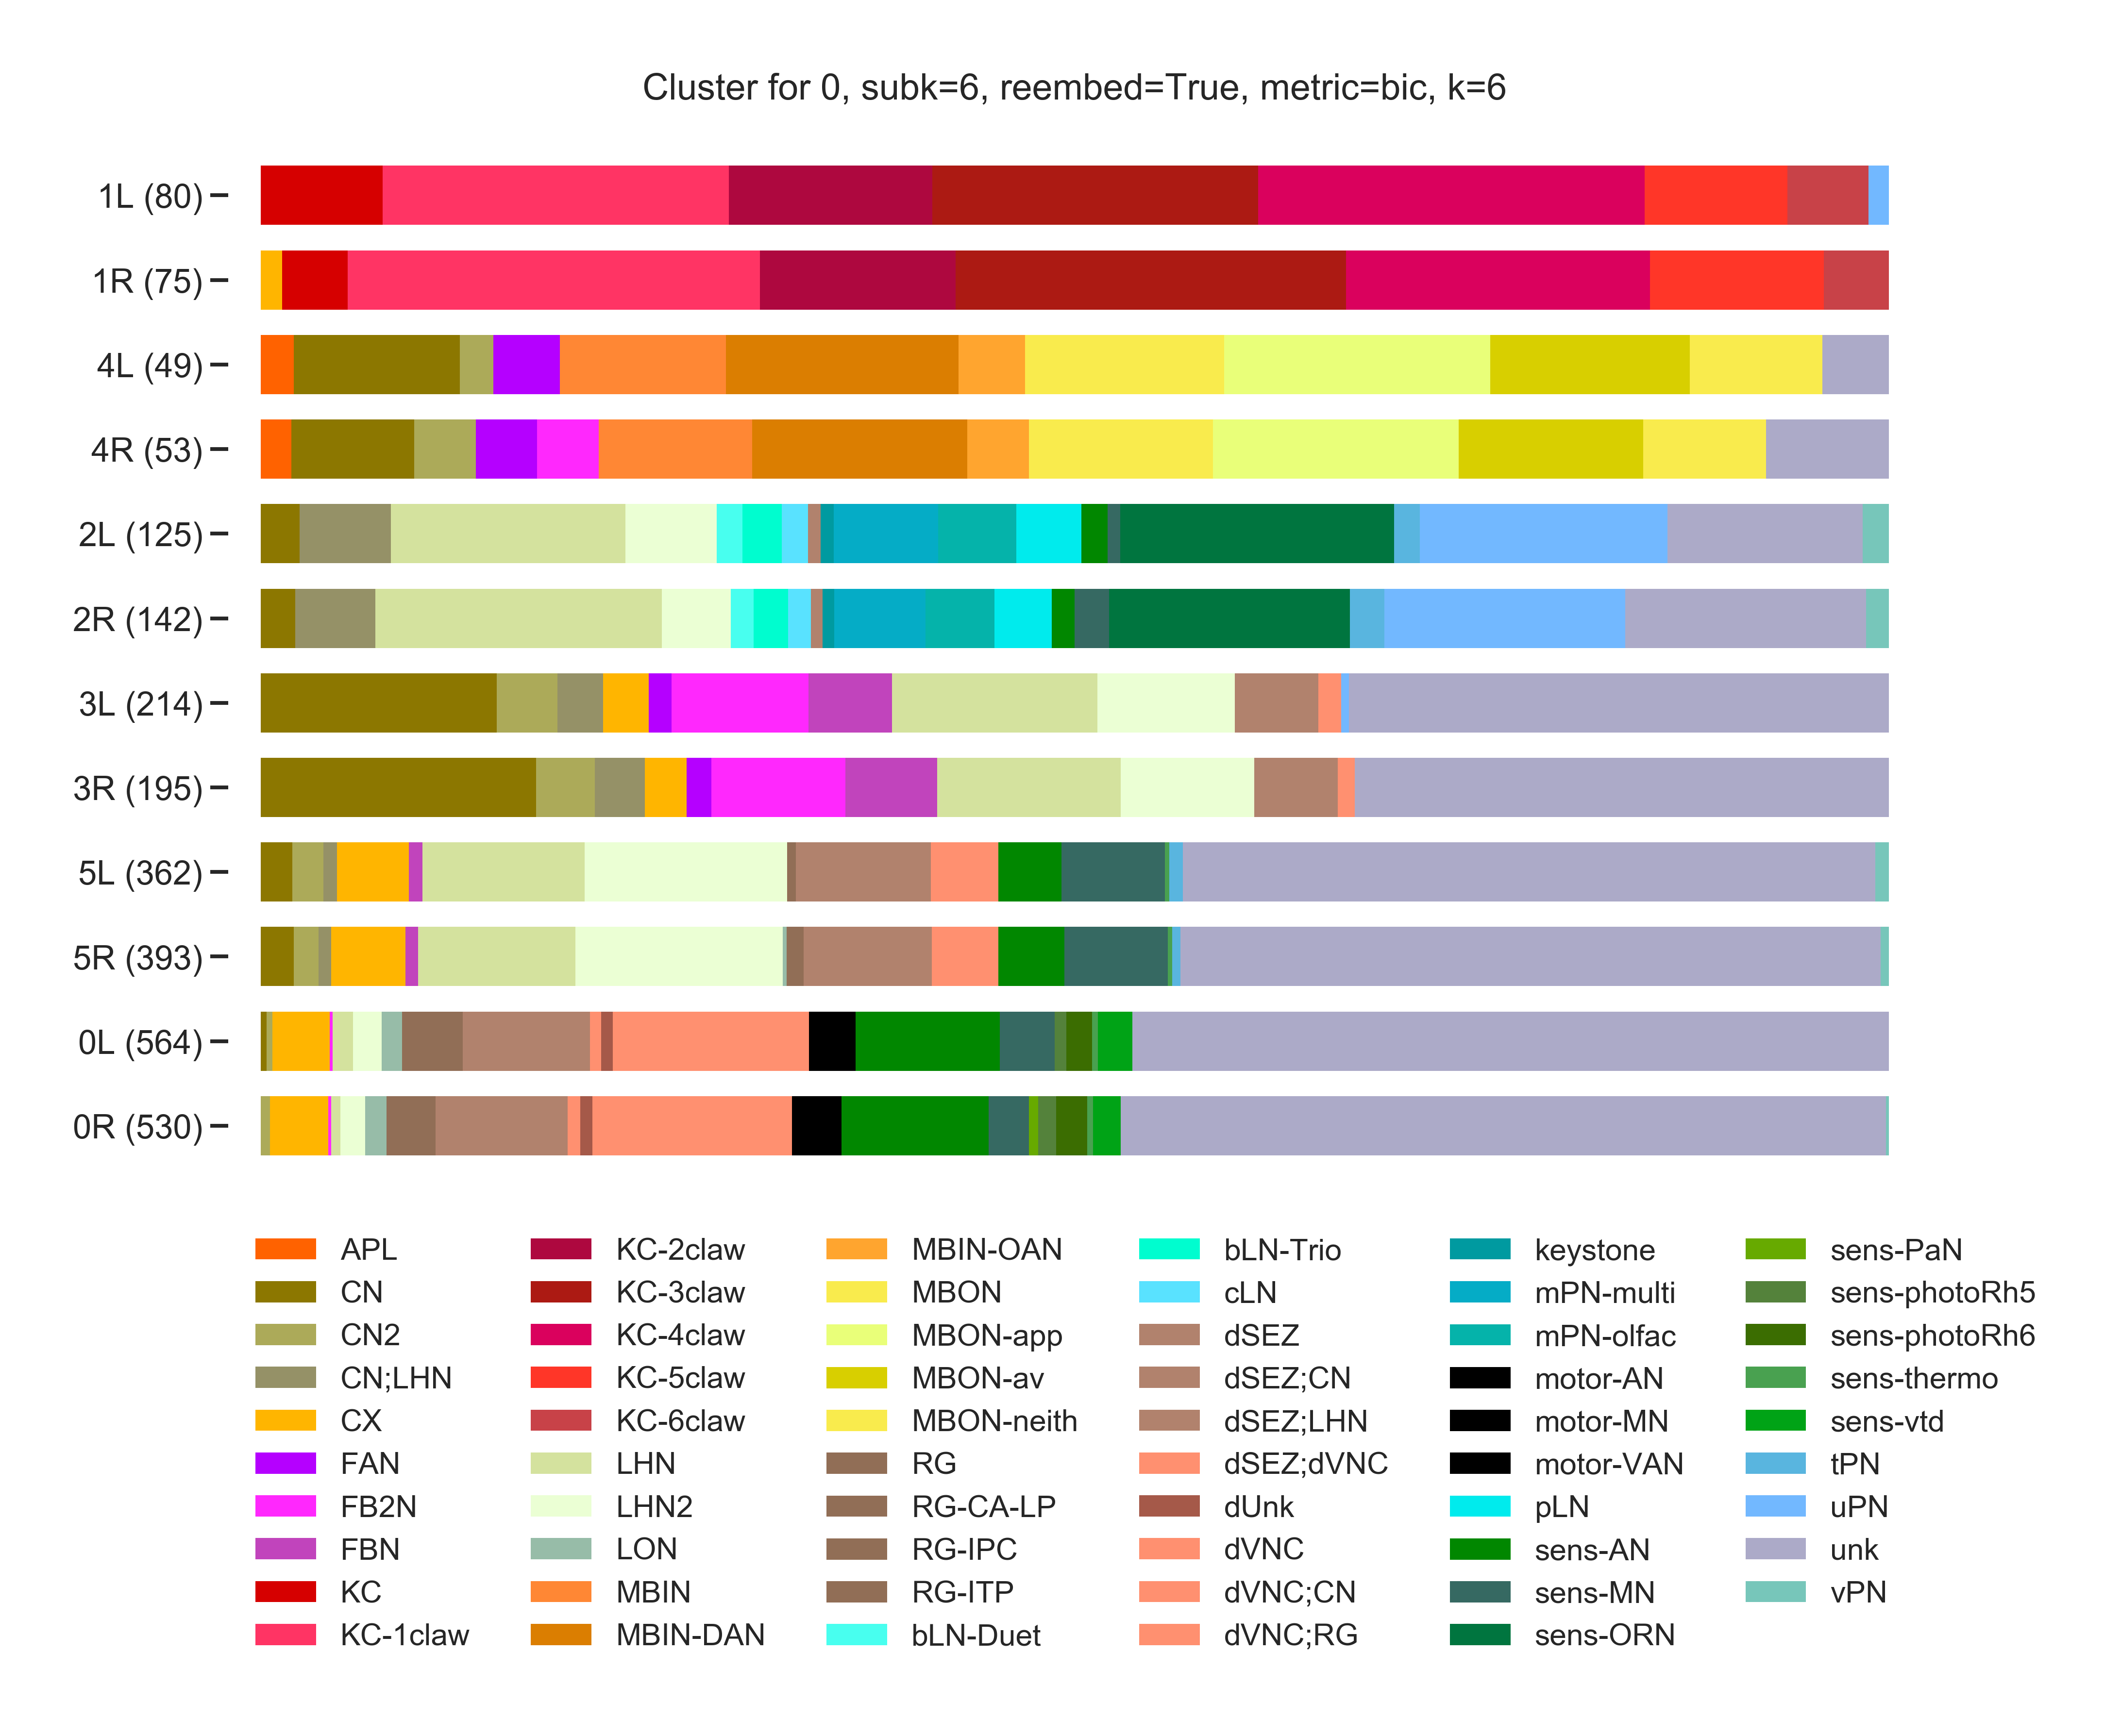 Cluster for 0, subk=6, reembed=True, metric=bic, k=6
1L (80)
1R (75)
4L (49)
4R (53)
2L (125)
2R (142)
3L (214)
3R (195)
5L (362)
5R (393)
0L (564)
0R (530)
APL
CN
CN2
CN;LHN
CX
FAN
FB2N
FBN
KC
KC-1claw
KC-2claw
KC-3claw
KC-4claw
KC-5claw
KC-6claw
LHN
LHN2
LON
MBIN
MBIN-DAN
MBIN-OAN
MBON
MBON-app
MBON-av
MBON-neith
RG
RG-CA-LP
RG-IPC
RG-ITP
bLN-Duet
bLN-Trio
cLN
dSEZ
dSEZ;CN
dSEZ;LHN
dSEZ;dVNC
dUnk
dVNC
dVNC;CN
dVNC;RG
keystone
mPN-multi
mPN-olfac
motor-AN
motor-MN
motor-VAN
pLN
sens-AN
sens-MN
sens-ORN
sens-PaN
sens-photoRh5
sens-photoRh6
sens-thermo
sens-vtd
tPN
uPN
unk
vPN